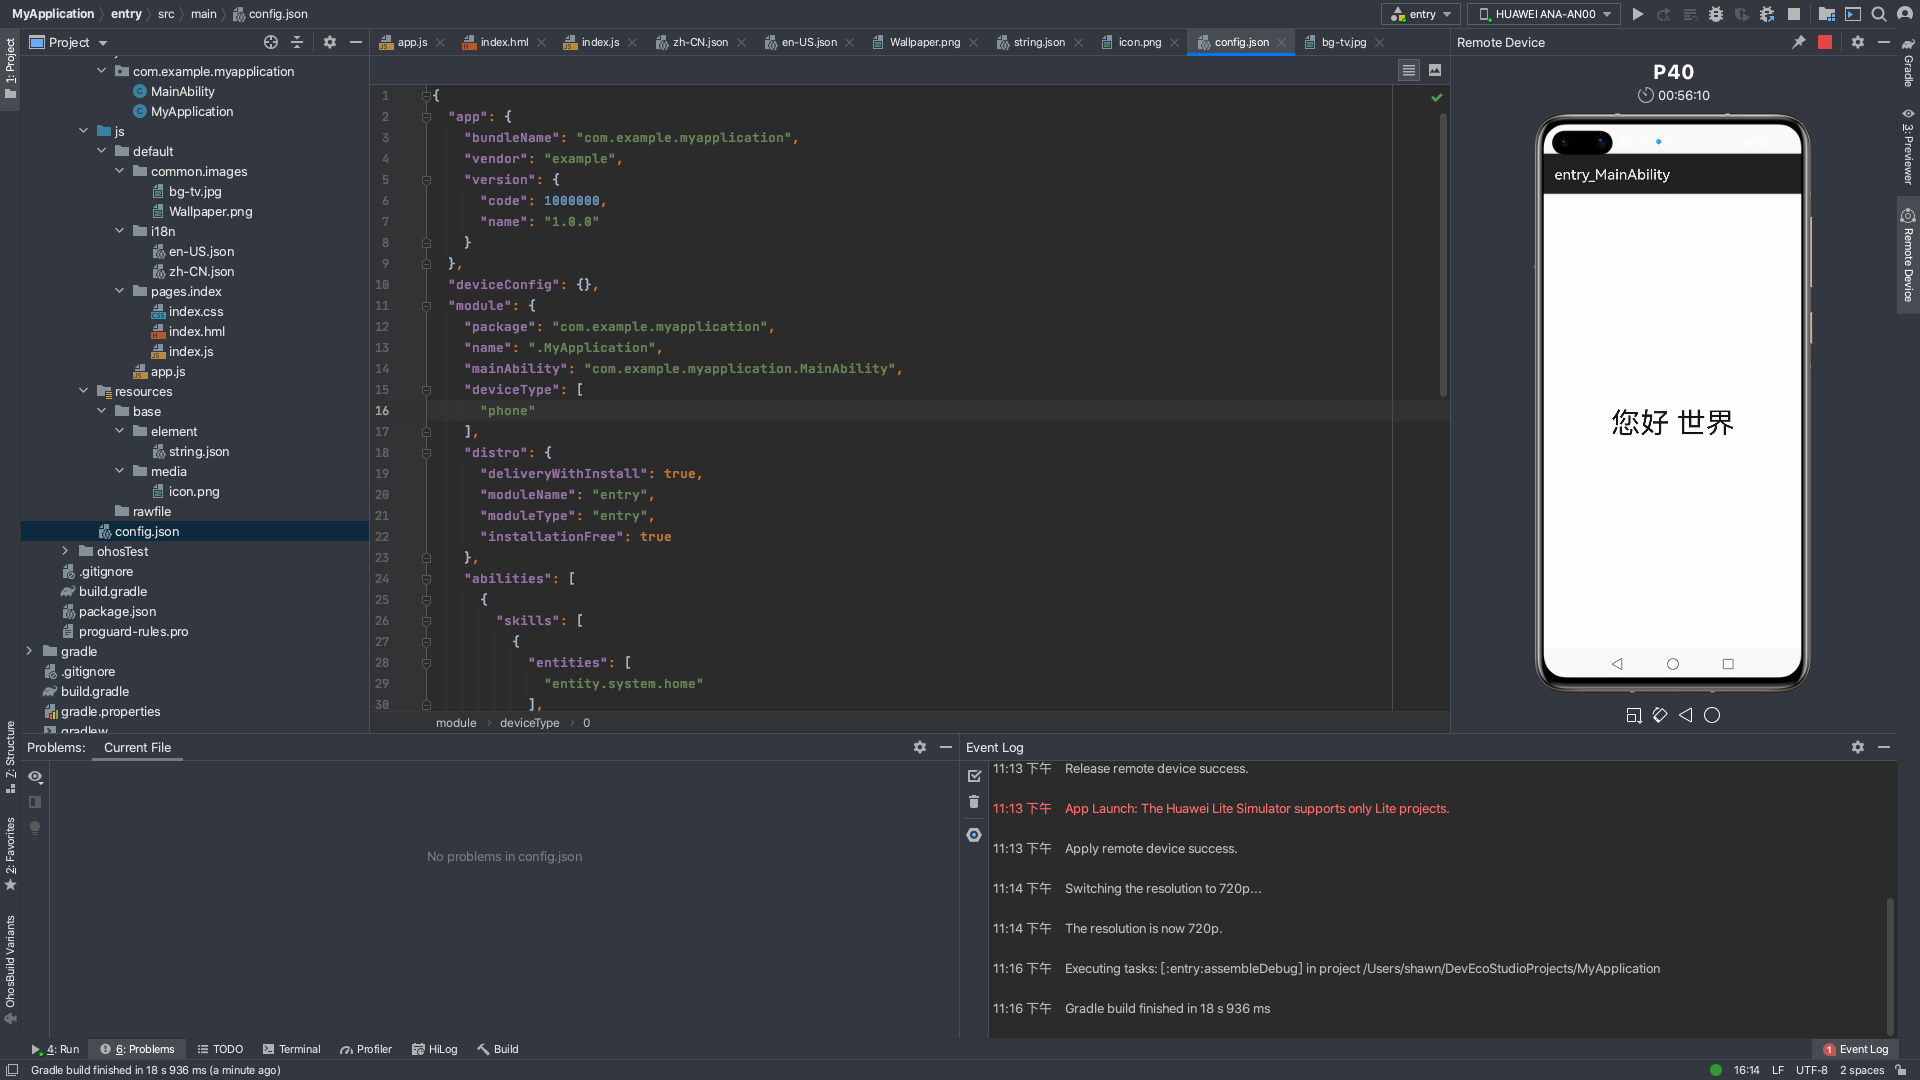 MyApplication entry src main config.json
entry HUAWEI ANA-AN00
1: Project
Project
app.js index.hml index.js zh-CN.json en-US.json Wallpaper.png string.json icon.png config.json bg-tv.jpg
Remote Device
Gradle
3: Previewer
Remote Device
com.example.myapplication
MainAbility
MyApplication
js
default
common.images
bg-tv.jpg
Wallpaper.png
i18n
en-US.json
zh-CN.json
pages.index
index.css
index.hml
index.js
app.js
resources
base
element
string.json
media
icon.png
rawfile
config.json
ohosTest
.gitignore
build.gradle
package.json
proguard-rules.pro
gradle
.gitignore
build.gradle
gradle.properties
gradlew
1 {
2 "app": {
3 "bundleName": "com.example.myapplication",
4 "vendor": "example",
5 "version": {
6 "code": 1000000,
7 "name": "1.0.0"
8 }
9 },
10 "deviceConfig": {},
11 "module": {
12 "package": "com.example.myapplication",
13 "name": ".MyApplication",
14 "mainAbility": "com.example.myapplication.MainAbility",
15 "deviceType": [
16 "phone"
17 ],
18 "distro": {
19 "deliveryWithInstall": true,
20 "moduleName": "entry",
21 "moduleType": "entry",
22 "installationFree": true
23 },
24 "abilities": [
25 {
26 "skills": [
27 {
28 "entities": [
29 "entity.system.home"
30 ],
module deviceType 0
P40
00:56:10
entry_MainAbility
您好 世界
Z: Structure
2: Favorites
OhosBuild Variants
Problems: Current File
No problems in config.json
Event Log
11:13 下午 Release remote device success.
11:13 下午 App Launch: The Huawei Lite Simulator supports only Lite projects.
11:13 下午 Apply remote device success.
11:14 下午 Switching the resolution to 720p...
11:14 下午 The resolution is now 720p.
11:16 下午 Executing tasks: [:entry:assembleDebug] in project /Users/shawn/DevEcoStudioProjects/MyApplication
11:16 下午 Gradle build finished in 18 s 936 ms
4: Run 6: Problems TODO Terminal Profiler HiLog Build
1 Event Log
Gradle build finished in 18 s 936 ms (a minute ago)
16:14 LF UTF-8 2 spaces